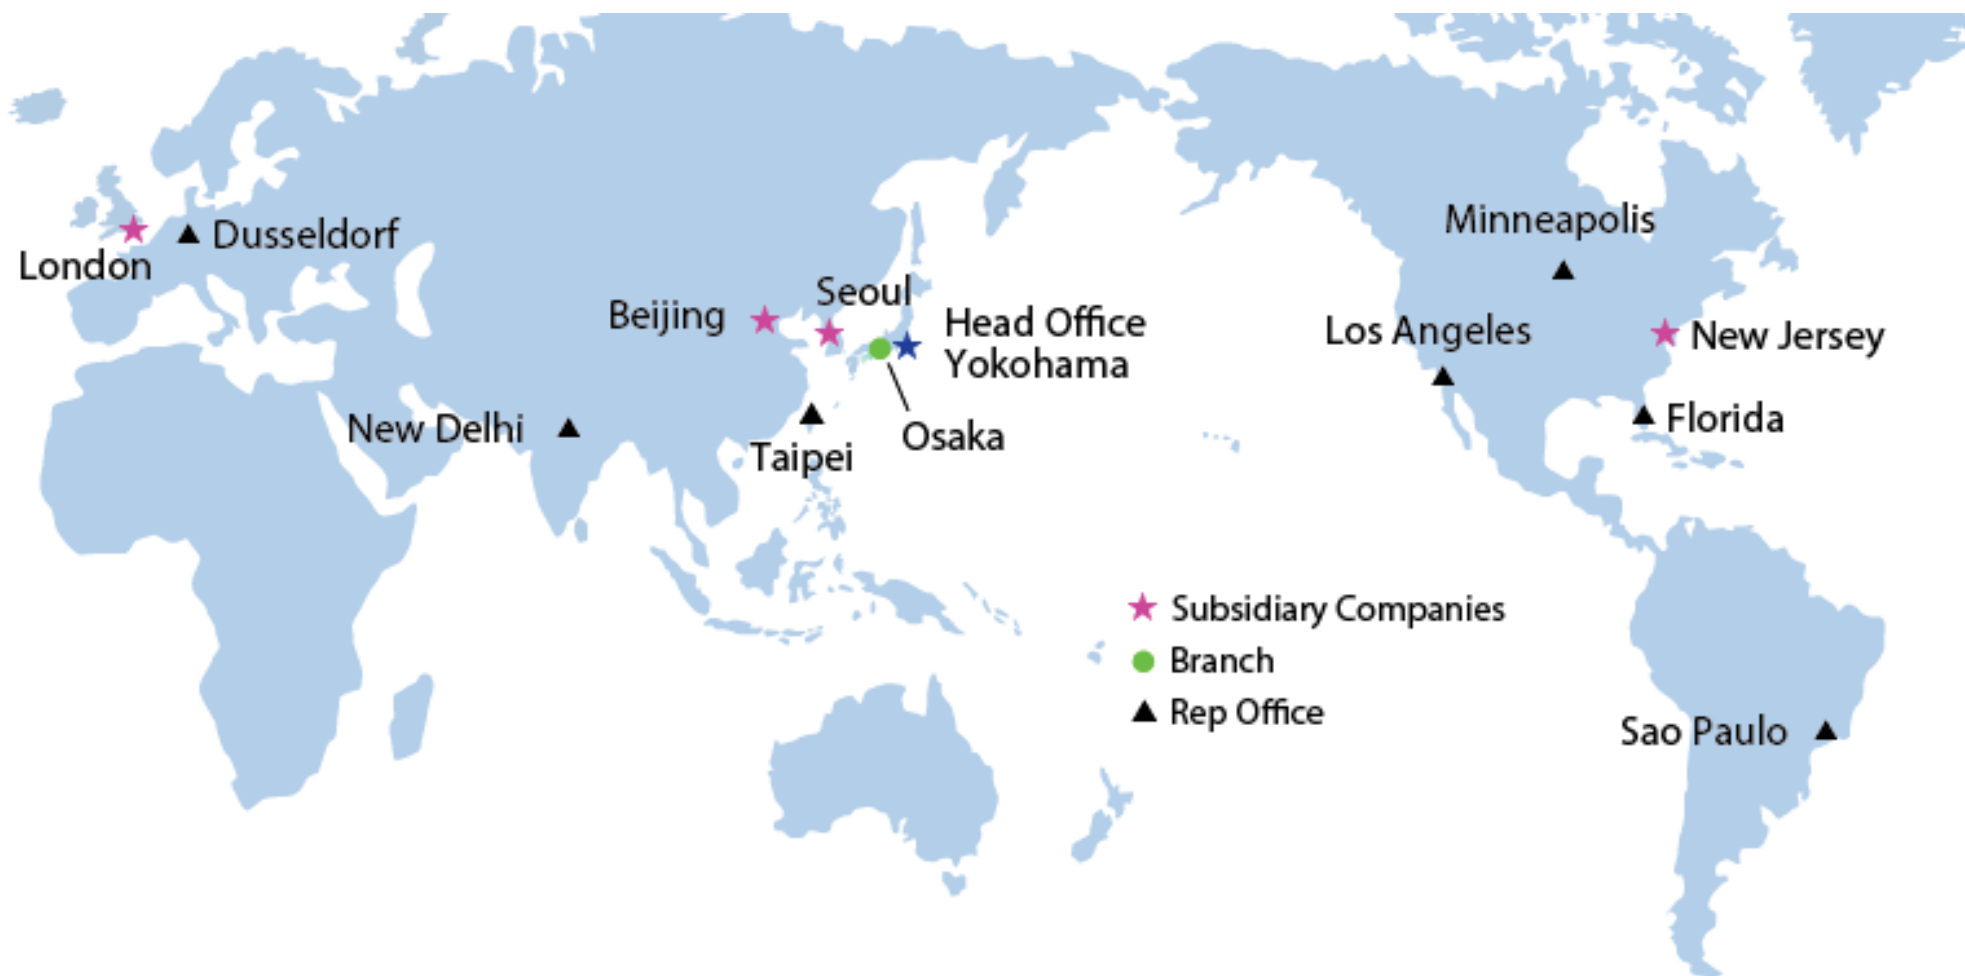 Minneapolis
Dusseldorf
London
Seoul
Beijing
Head Office
Yokohama
Los Angeles
New Jersey
New Delhi
Taipei
Osaka
Florida
Subsidiary Companies
Branch
Rep Office
Sao Paulo